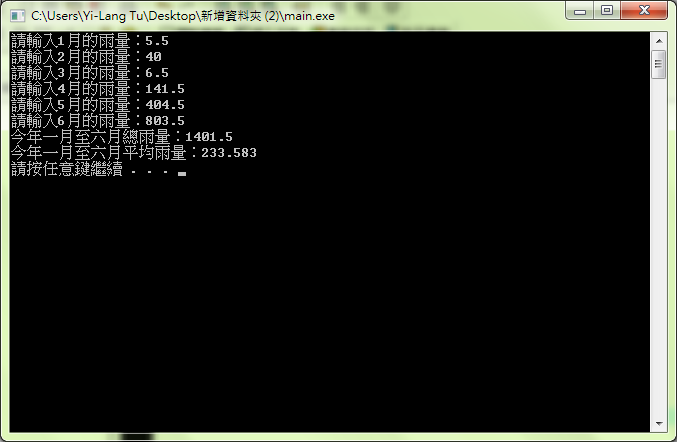 C:\Users\Yi-Lang Tu\Desktop\新增資料夾 (2)\main.exe
請輸入1月的雨量：5.5
請輸入2月的雨量：40
請輸入3月的雨量：6.5
請輸入4月的雨量：141.5
請輸入5月的雨量：404.5
請輸入6月的雨量：803.5
今年一月至六月總雨量：1401.5
今年一月至六月平均雨量：233.583
請按任意鍵繼續 . . .